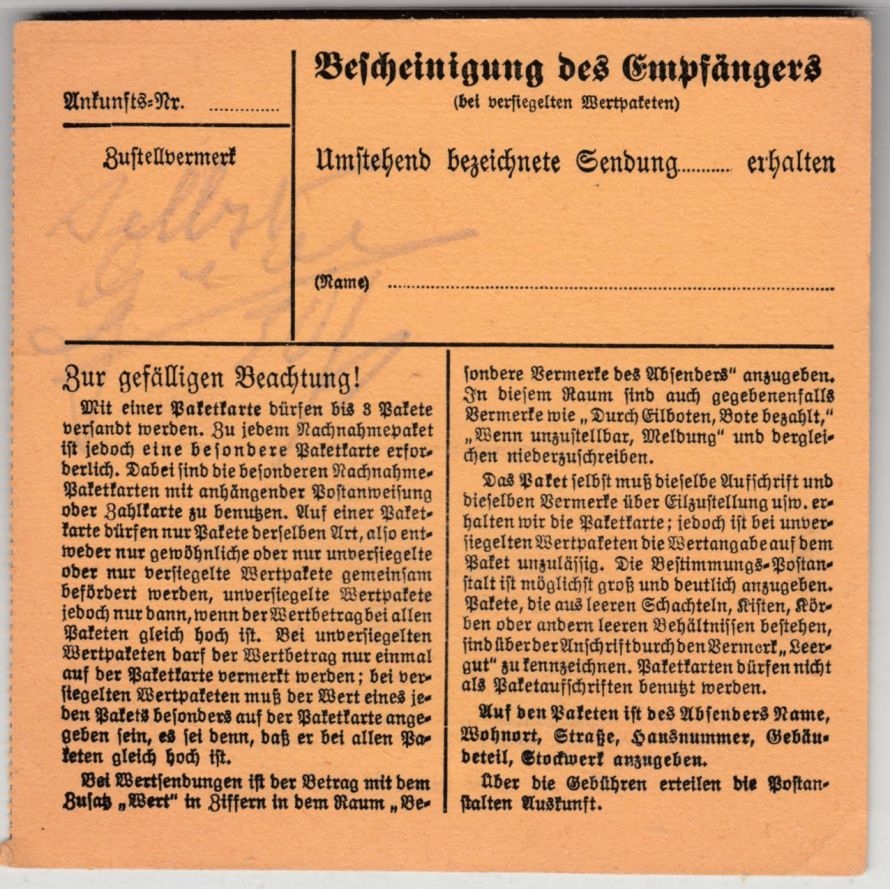 Ankunfts-Nr. ..............
Zustellvermerk
Bescheinigung des Empfängers
(bei versiegelten Wertpaketen)
Umstehend bezeichnete Sendung........... erhalten
(Name) ................................................................
Zur gefälligen Beachtung!
Mit einer Paketkarte dürfen bis 3 Pakete
versandt werden. Zu jedem Nachnahmepaket
ist jedoch eine besondere Paketkarte erfor-
derlich. Dabei sind die besonderen Nachnahme-
Paketkarten mit anhängender Postanweisung
oder Zahlkarte zu benutzen. Auf einer Paket-
karte dürfen nur Pakete derselben Art, also ent-
weder nur gewöhnliche oder nur unversiegelte
oder nur versiegelte Wertpakete gemeinsam
befördert werden, unversiegelte Wertpakete
jedoch nur dann, wenn der Wertbetrag bei allen
Paketen gleich hoch ist. Bei unversiegelten
Wertpaketen darf der Wertbetrag nur einmal
auf der Paketkarte vermerkt werden; bei ver-
siegelten Wertpaketen muß der Wert eines je-
den Pakets besonders auf der Paketkarte ange-
geben sein, es sei denn, daß er bei allen Pa-
keten gleich hoch ist.
Bei Wertsendungen ist der Betrag mit dem
Zusatz „Wert“ in Ziffern in dem Raum „Be-
sondere Vermerke des Absenders“ anzugeben.
In diesem Raum sind auch gegebenenfalls
Vermerke wie „Durch Eilboten, Bote bezahlt,“
„Wenn unzustellbar, Meldung“ und derglei-
chen niederzuschreiben.
Das Paket selbst muß dieselbe Aufschrift und
dieselben Vermerke über Eilzustellung usw. er-
halten wir die Paketkarte; jedoch ist bei unver-
siegelten Wertpaketen die Wertangabe auf dem
Paket unzulässig. Die Bestimmungs-Postan-
stalt ist möglichst groß und deutlich anzugeben.
Pakete, die aus leeren Schachteln, Kisten, Kör-
ben oder andern leeren Behältnissen bestehen,
sind über der Anschrift durch den Vermerk „Leer-
gut“ zu kennzeichnen. Paketkarten dürfen nicht
als Paketaufschriften benutzt werden.
Auf den Paketen ist des Absenders Name,
Wohnort, Straße, Hausnummer, Gebäu-
deteil, Stockwerk anzugeben.
Über die Gebühren erteilen die Postan-
stalten Auskunft.